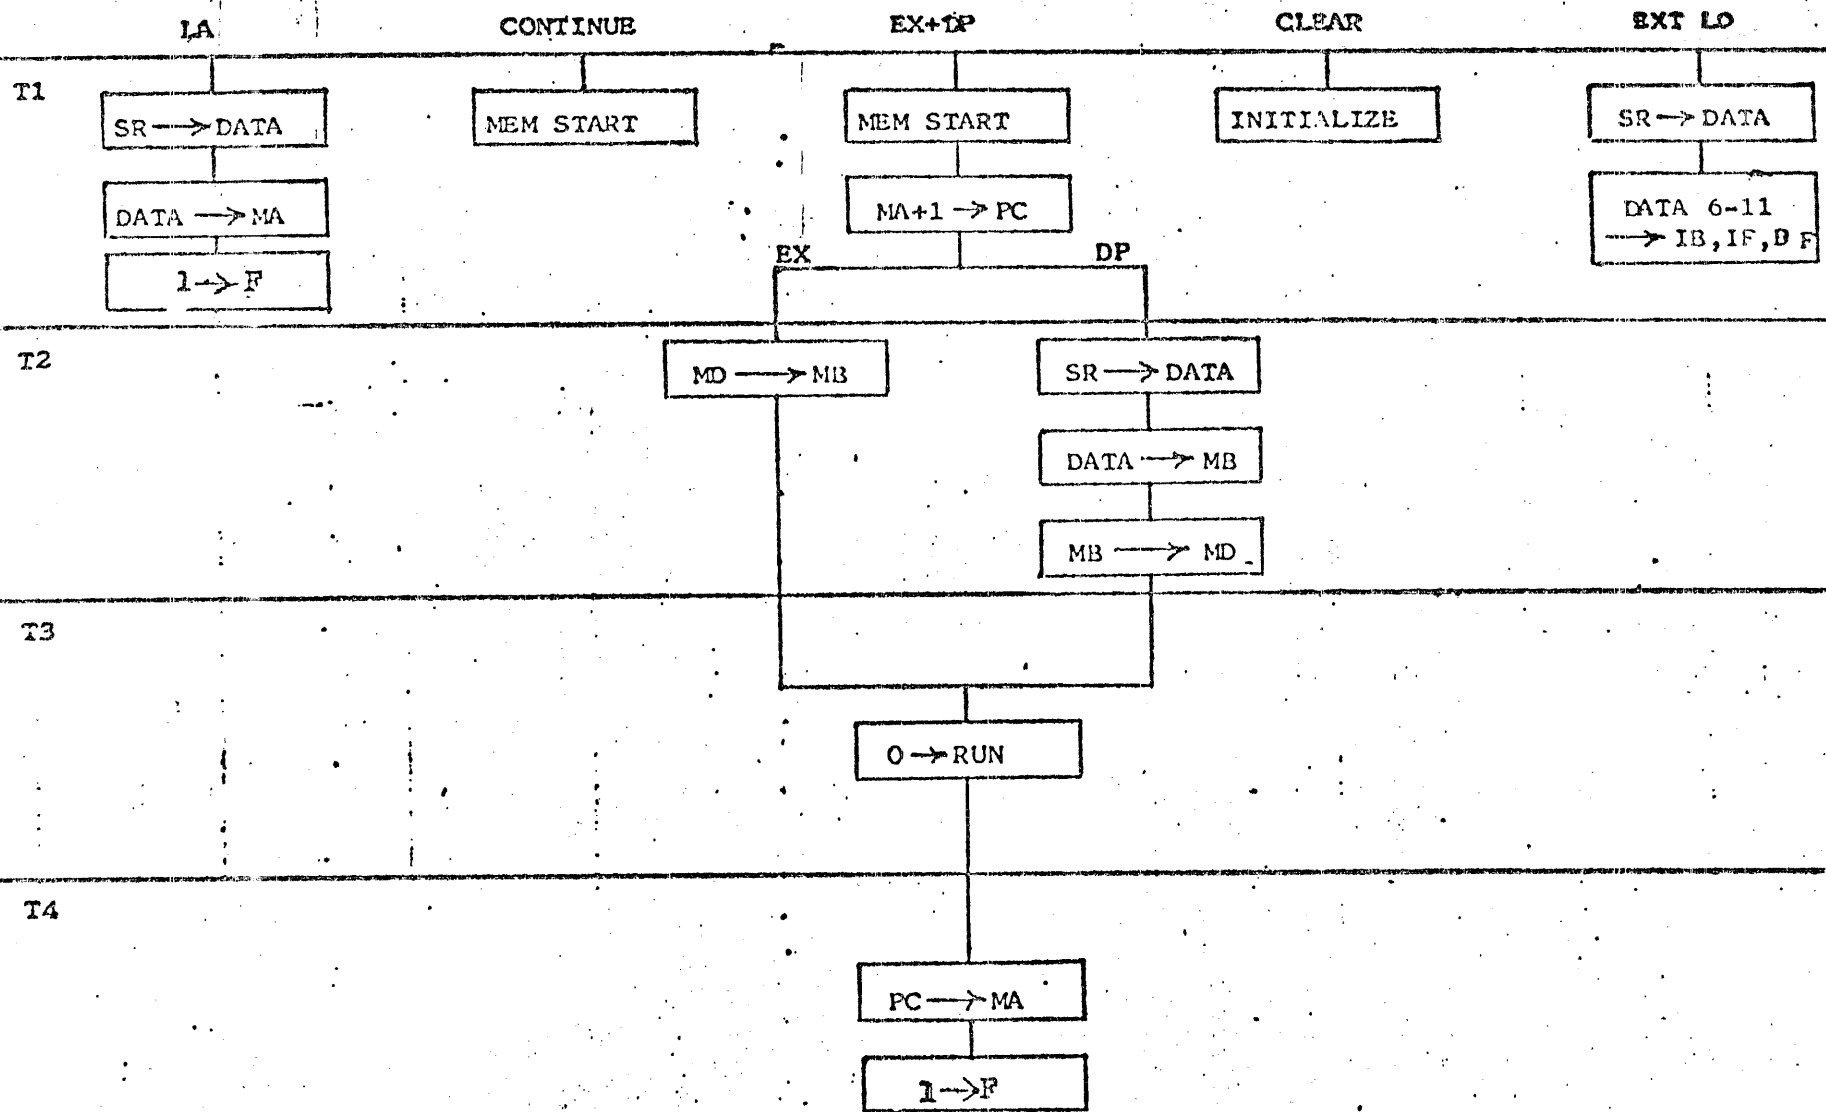 LA CONTINUE EX+DP CLEAR EXT LO
T1
SR→DATA
MEM START
MEM START
INITIALIZE
SR→DATA
DATA→MA
MA+1→PC
DATA 6-11
→IB,IF,DF
1→F
EX DP
T2
MD→MB
SR→DATA
DATA→MB
MB→MD
T3
0→RUN
T4
PC→MA
1→F